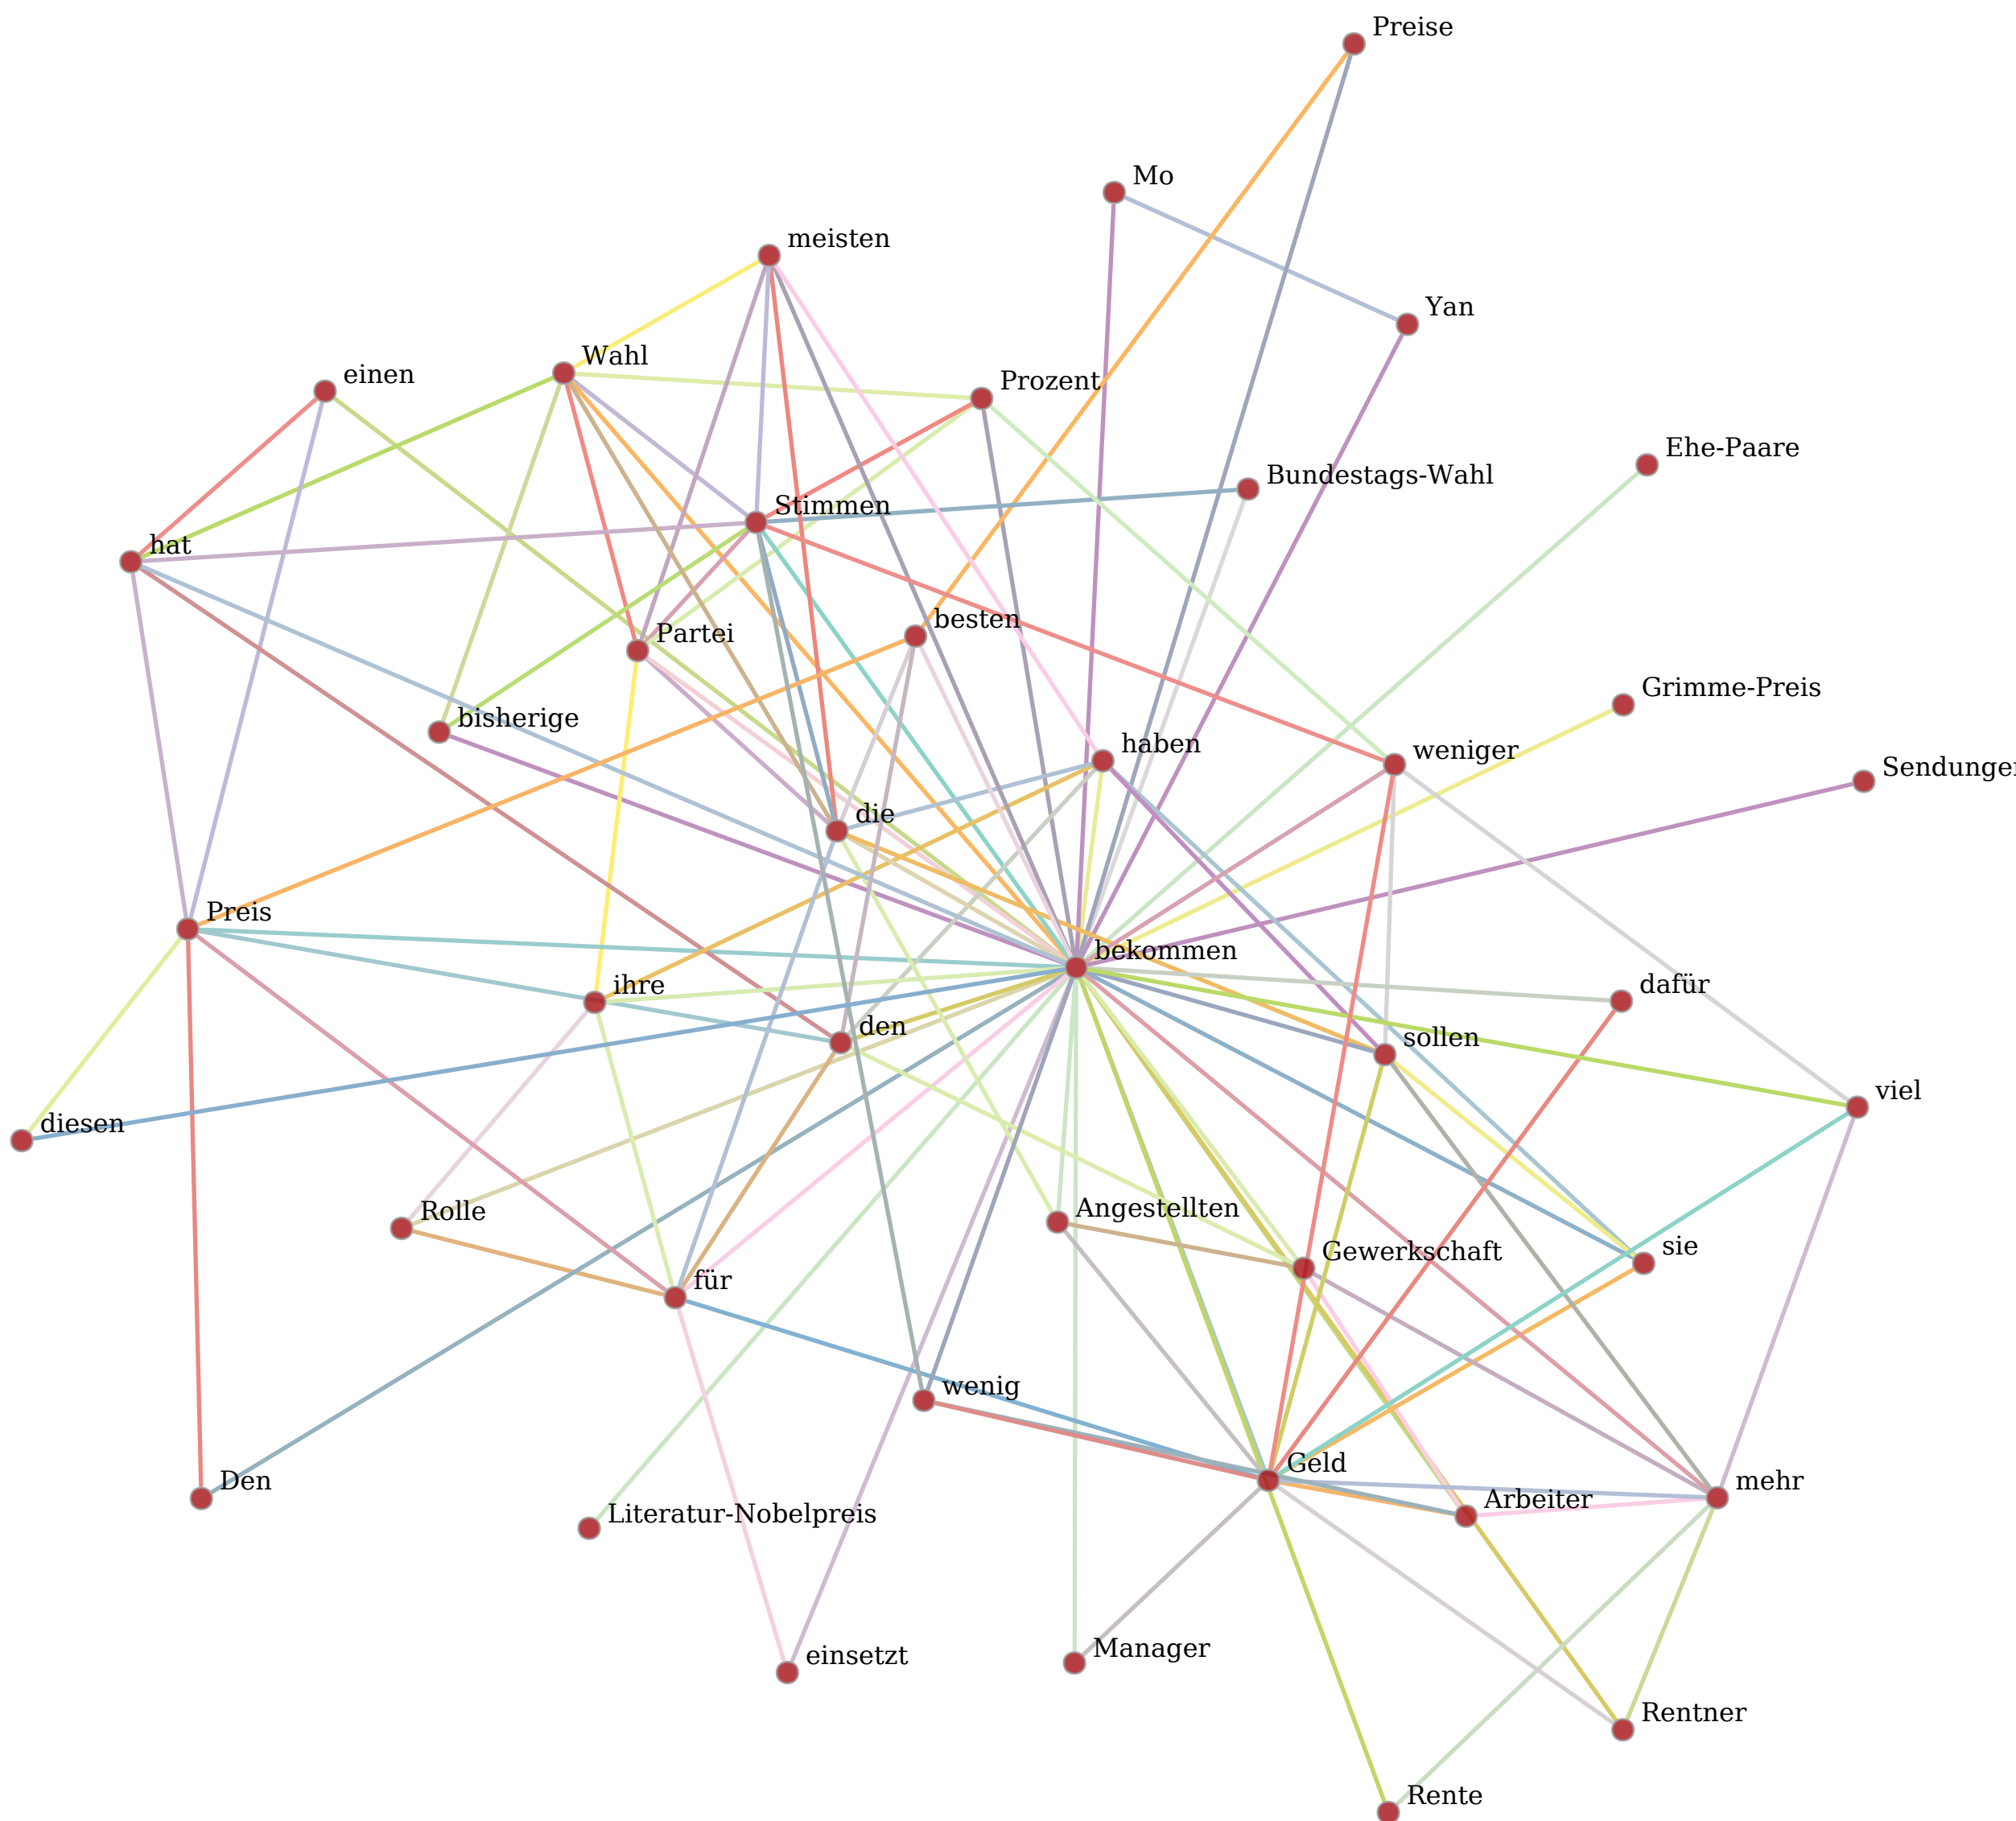 Preise
Mo
meisten
Yan
Wahl
einen
Prozent
Ehe-Paare
Bundestags-Wahl
Stimmen
hat
besten
Partei
Grimme-Preis
bisherige
haben
weniger
Sendungen
die
Preis
bekommen
ihre
dafür
den
sollen
viel
diesen
Rolle
Angestellten
sie
Gewerkschaft
für
wenig
Geld
Den
mehr
Arbeiter
Literatur-Nobelpreis
Manager
einsetzt
Rentner
Rente